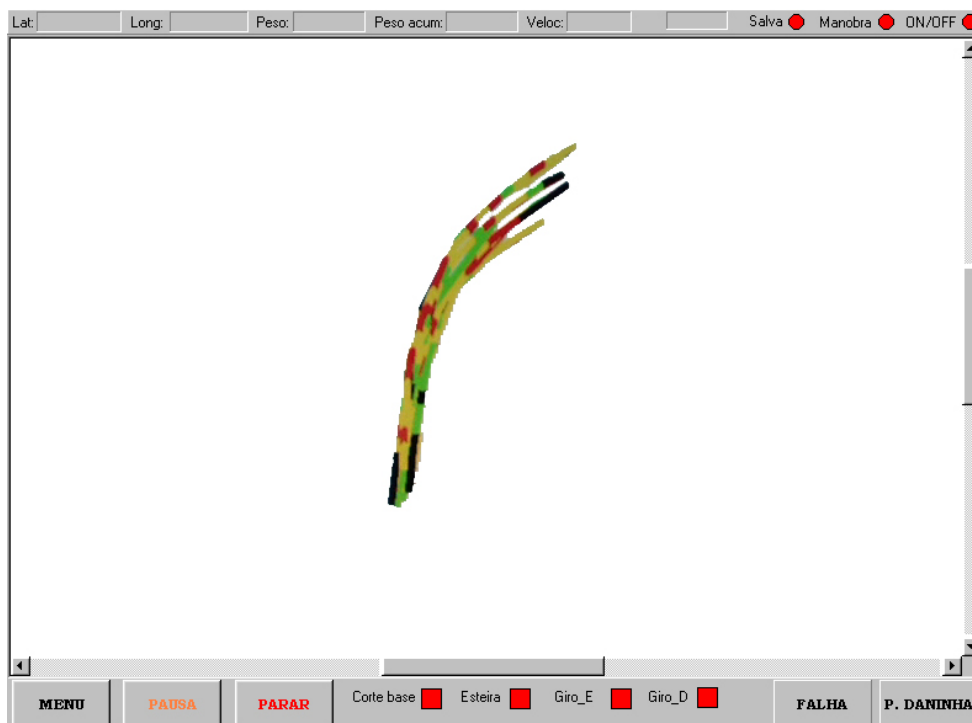 Lat: Long: Peso: Peso acum: Veloc: Salva Manobra ON/OFF
Corte base Esteira Giro_E Giro_D
MENU PAUSA PARAR FALHA P. DANINHA